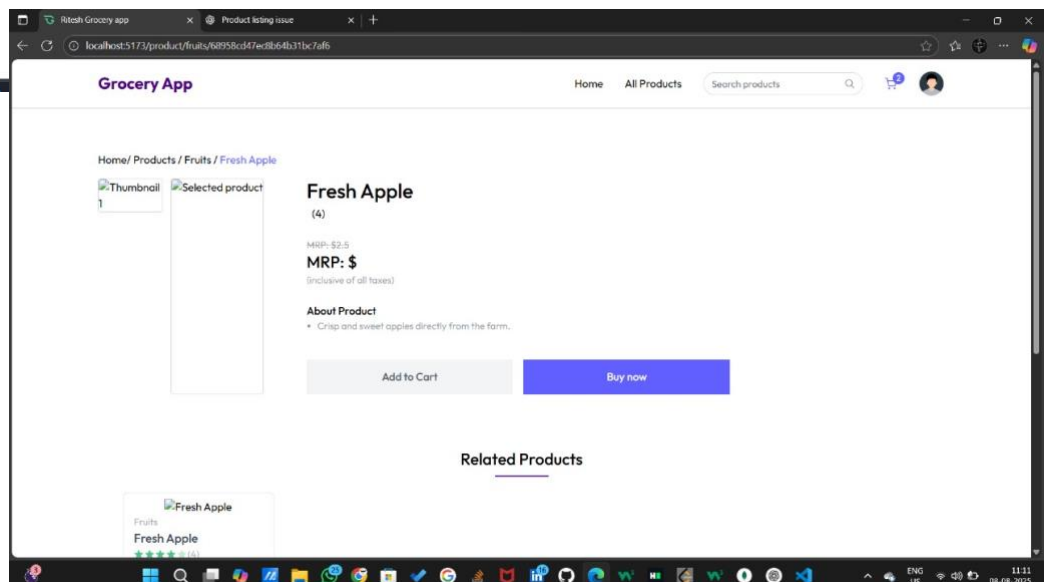 Ritesh Grocery app
Product listing issue
localhost:5173/product/fruits/68958cd47ec8b64b31bc7af6
Grocery App
Home
All Products
Search products
2
Home/ Products / Fruits / Fresh Apple
Thumbnail 1
Selected product
Fresh Apple
(4)
MRP: $2.5
MRP: $
(inclusive of all taxes)
About Product
• Crisp and sweet apples directly from the farm.
Add to Cart
Buy now
Related Products
Fresh Apple
Fruits
Fresh Apple
(4)
ENG
US
11:11
08-08-2025